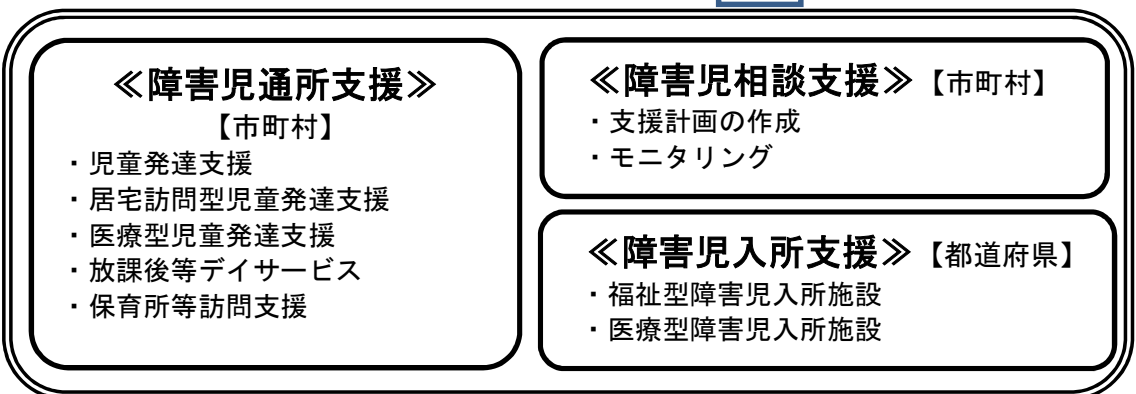 ≪障害児通所支援≫
【市町村】
・児童発達支援
・居宅訪問型児童発達支援
・医療型児童発達支援
・放課後等デイサービス
・保育所等訪問支援
≪障害児相談支援≫【市町村】
・支援計画の作成
・モニタリング
≪障害児入所支援≫【都道府県】
・福祉型障害児入所施設
・医療型障害児入所施設